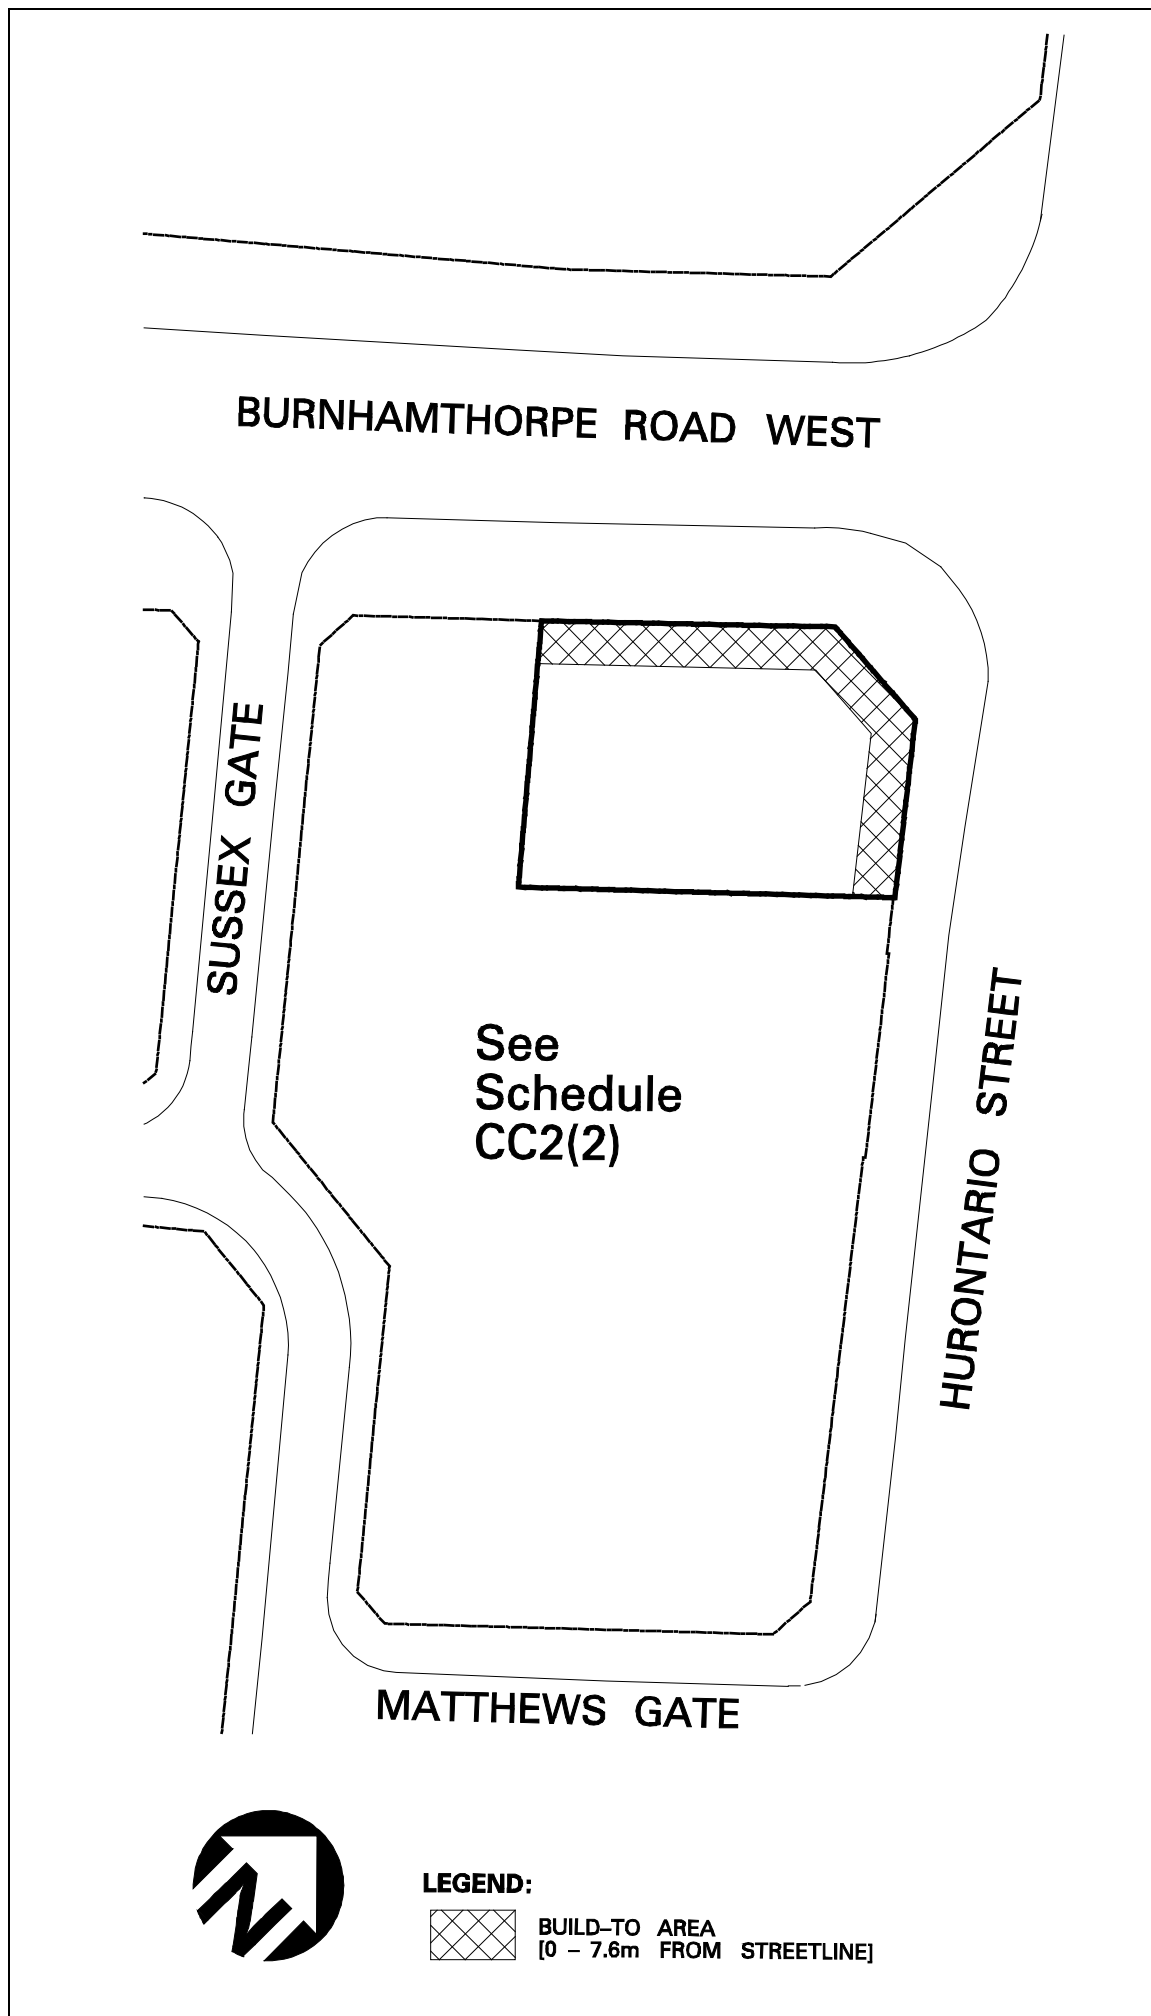 BURNHAMTHORPE ROAD WEST
SUSSEX GATE
See
Schedule
CC2(2)
HURONTARIO STREET
MATTHEWS GATE
N
LEGEND:
BUILD–TO AREA
[0 – 7.6m FROM STREETLINE]